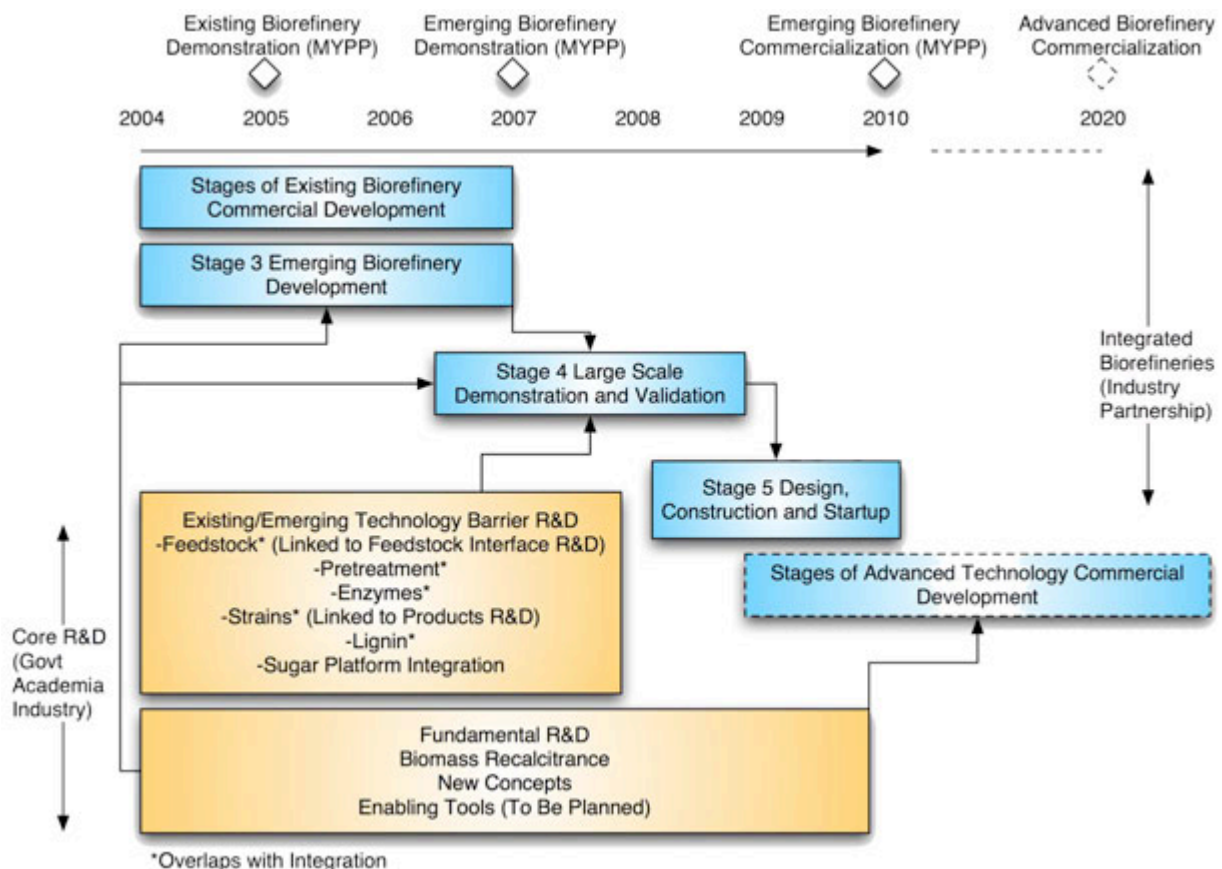 Existing Biorefinery
Demonstration (MYPP)
Emerging Biorefinery
Demonstration (MYPP)
Emerging Biorefinery
Commercialization (MYPP)
Advanced Biorefinery
Commercialization
2004 2005 2006 2007 2008 2009 2010 2020
Stages of Existing Biorefinery
Commercial Development
Stage 3 Emerging Biorefinery
Development
Stage 4 Large Scale
Demonstration and Validation
Integrated
Biorefineries
(Industry
Partnership)
Stage 5 Design,
Construction and Startup
Existing/Emerging Technology Barrier R&D
-Feedstock* (Linked to Feedstock Interface R&D)
-Pretreatment*
-Enzymes*
-Strains* (Linked to Products R&D)
-Lignin*
-Sugar Platform Integration
Stages of Advanced Technology Commercial
Development
Core R&D
(Govt
Academia
Industry)
Fundamental R&D
Biomass Recalcitrance
New Concepts
Enabling Tools (To Be Planned)
*Overlaps with Integration